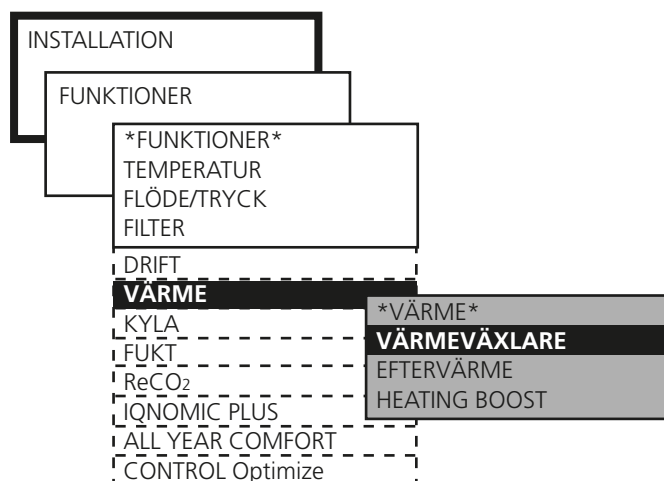 INSTALLATION
FUNKTIONER
*FUNKTIONER*
TEMPERATUR
FLÖDE/TRYCK
FILTER
DRIFT
VÄRME
KYLA
FUKT
ReCO₂
IQNOMIC PLUS
ALL YEAR COMFORT
CONTROL Optimize
*VÄRME*
VÄRMEVÄXLARE
EFTERVÄRME
HEATING BOOST